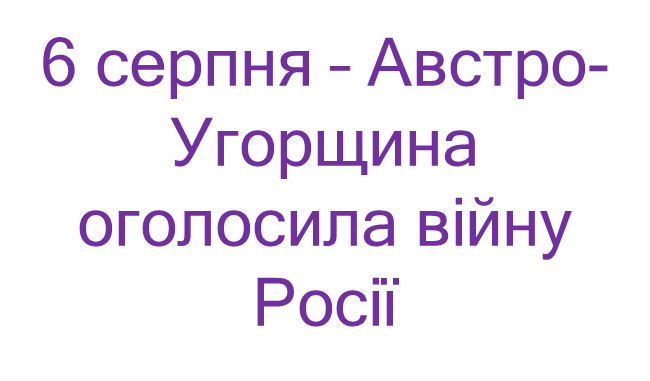 6 серпня – Австро-
Угорщина
оголосила війну
Росії